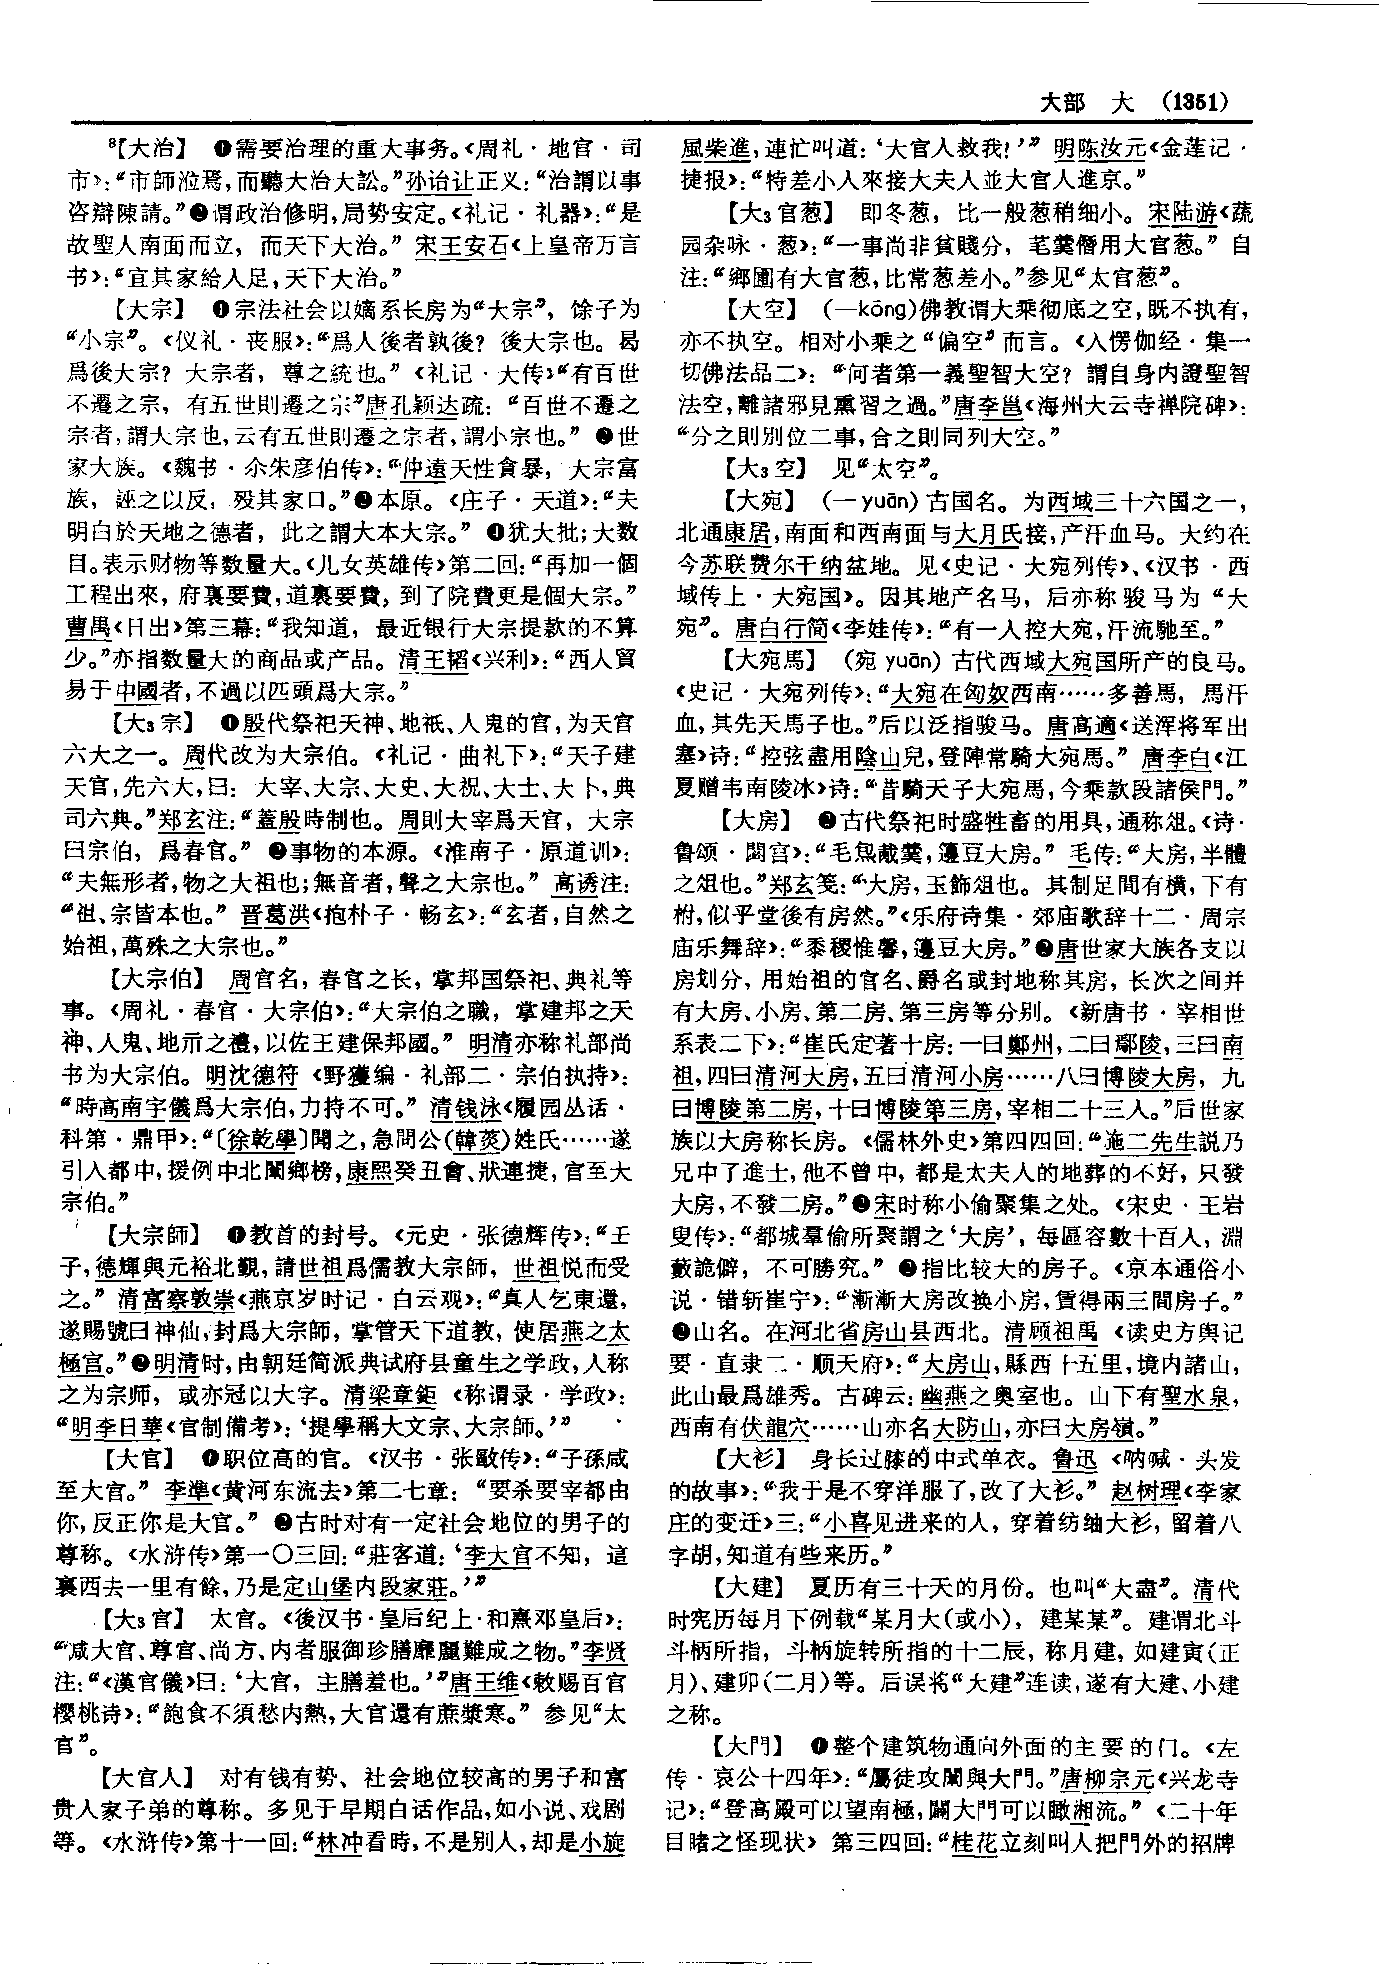 大部　大　（1351）
⁸【大治】　❶需要治理的重大事务。《周礼·地官·司
市》：“市師涖焉，而聽大治大訟。”孙诒让正义：“治謂以事
咨辯陳請。”❷谓政治修明，局势安定。《礼记·礼器》：“是
故聖人南面而立，而天下大治。”宋王安石《上皇帝万言
书》：“宜其家給人足，天下大治。”
【大宗】　❶宗法社会以嫡系长房为“大宗”，馀子为
“小宗”。《仪礼·丧服》：“爲人後者孰後？後大宗也。曷
爲後大宗？大宗者，尊之統也。”《礼记·大传》“有百世
不遷之宗，有五世則遷之宗”唐孔颖达疏：“百世不遷之
宗者，謂大宗也，云有五世則遷之宗者，謂小宗也。”❷世
家大族。《魏书·尒朱彦伯传》：“仲遠天性貪暴，大宗富
族，誣之以反，殁其家口。”❸本原。《庄子·天道》：“夫
明白於天地之德者，此之謂大本大宗。”❹犹大批；大数
目。表示财物等数量大。《儿女英雄传》第二回：“再加一個
工程出來，府裏要費，道裏要費，到了院費更是個大宗。”
曹禺《日出》第三幕：“我知道，最近银行大宗提款的不算
少。”亦指数量大的商品或产品。清王韬《兴利》：“西人貿
易于中國者，不過以匹頭爲大宗。”
【大₃宗】　❶殷代祭祀天神、地祇、人鬼的官，为天官
六大之一。周代改为大宗伯。《礼记·曲礼下》：“天子建
天官，先六大，曰：大宰、大宗、大史、大祝、大士、大卜，典
司六典。”郑玄注：“蓋殷時制也。周則大宰爲天官，大宗
曰宗伯，爲春官。”❷事物的本源。《淮南子·原道训》：
“夫無形者，物之大祖也；無音者，聲之大宗也。”高诱注：
“祖、宗皆本也。”晋葛洪《抱朴子·畅玄》：“玄者，自然之
始祖，萬殊之大宗也。”
【大宗伯】　周官名，春官之长，掌邦国祭祀、典礼等
事。《周礼·春官·大宗伯》：“大宗伯之職，掌建邦之天
神、人鬼、地示之禮，以佐王建保邦國。”明清亦称礼部尚
书为大宗伯。明沈德符《野獲编·礼部二·宗伯执持》：
“時高南宇儀爲大宗伯，力持不可。”清钱泳《履园丛话·
科第·鼎甲》：“〔徐乾學〕聞之，急問公（韓菼）姓氏……遂
引入都中，援例中北闈鄉榜，康熙癸丑會、狀連捷，官至大
宗伯。”
【大宗師】　❶教首的封号。《元史·张德辉传》：“壬
子，德輝與元裕北覲，請世祖爲儒教大宗師，世祖悦而受
之。”清富察敦崇《燕京岁时记·白云观》：“真人乞東還，
遂賜號曰神仙，封爲大宗師，掌管天下道教，使居燕之太
極宫。”❷明清时，由朝廷简派典试府县童生之学政，人称
之为宗师，或亦冠以大字。清梁章鉅《称谓录·学政》：
“明李日華《官制備考》：‘提學稱大文宗、大宗師。’”
【大官】　❶职位高的官。《汉书·张敞传》：“子孫咸
至大官。”李準《黄河东流去》第二七章：“要杀要宰都由
你，反正你是大官。”❷古时对有一定社会地位的男子的
尊称。《水浒传》第一〇三回：“莊客道：‘李大官不知，這
裏西去一里有餘，乃是定山堡内段家莊。’”
【大₃官】　太官。《後汉书·皇后纪上·和熹邓皇后》：
“减大官、尊官、尚方、内者服御珍膳靡麗難成之物。”李贤
注：“《漢官儀》曰：‘大官，主膳羞也。’”唐王维《敕赐百官
樱桃诗》：“飽食不須愁内熱，大官還有蔗漿寒。”参见“太
官”。
【大官人】　对有钱有势、社会地位较高的男子和富
贵人家子弟的尊称。多见于早期白话作品，如小说、戏剧
等。《水浒传》第十一回：“林冲看時，不是别人，却是小旋
風柴進，連忙叫道：‘大官人救我！’”明陈汝元《金莲记·
捷报》：“特差小人來接大夫人並大官人進京。”
【大₃官葱】　即冬葱，比一般葱稍细小。宋陆游《蔬
园杂咏·葱》：“一事尚非貧賤分，芼羹僭用大官葱。”自
注：“鄉圃有大官葱，比常葱差小。”参见“太官葱”。
【大空】　（—kōng）佛教谓大乘彻底之空，既不执有，
亦不执空。相对小乘之“偏空”而言。《入愣伽经·集一
切佛法品二》：“何者第一義聖智大空？謂自身内證聖智
法空，離諸邪見熏習之過。”唐李邕《海州大云寺禅院碑》：
“分之則别位二事，合之則同列大空。”
【大₃空】　见“太空”。
【大宛】　（—yuān）古国名。为西域三十六国之一，
北通康居，南面和西南面与大月氏接，产汗血马。大约在
今苏联费尔干纳盆地。见《史记·大宛列传》、《汉书·西
域传上·大宛国》。因其地产名马，后亦称骏马为“大
宛”。唐白行简《李娃传》：“有一人控大宛，汗流馳至。”
【大宛馬】　（宛yuān）古代西域大宛国所产的良马。
《史记·大宛列传》：“大宛在匈奴西南……多善馬，馬汗
血，其先天馬子也。”后以泛指骏马。唐高適《送浑将军出
塞》诗：“控弦盡用陰山兒，登陣常騎大宛馬。”唐李白《江
夏赠韦南陵冰》诗：“昔騎天子大宛馬，今乘款段諸侯門。”
【大房】　❶古代祭祀时盛牲畜的用具，通称俎。《诗·
鲁颂·閟宫》：“毛炰胾羹，籩豆大房。”毛传：“大房，半體
之俎也。”郑玄笺：“大房，玉飾俎也。其制足間有横，下有
柎，似乎堂後有房然。”《乐府诗集·郊庙歌辞十二·周宗
庙乐舞辞》：“黍稷惟馨，籩豆大房。”❷唐世家大族各支以
房划分，用始祖的官名、爵名或封地称其房，长次之间并
有大房、小房、第二房、第三房等分别。《新唐书·宰相世
系表二下》：“崔氏定著十房：一曰鄭州，二曰鄢陵，三曰南
祖，四曰清河大房，五曰清河小房……八曰博陵大房，九
曰博陵第二房，十曰博陵第三房，宰相二十三人。”后世家
族以大房称长房。《儒林外史》第四四回：“施二先生説乃
兄中了進士，他不曾中，都是太夫人的地葬的不好，只發
大房，不發二房。”❸宋时称小偷聚集之处。《宋史·王岩
叟传》：“都城羣偷所聚謂之‘大房’，每區容數十百人，淵
藪詭僻，不可勝究。”❹指比较大的房子。《京本通俗小
说·错斩崔宁》：“漸漸大房改换小房，賃得兩三間房子。”
❺山名。在河北省房山县西北。清顾祖禹《读史方舆记
要·直隶二·顺天府》：“大房山，縣西十五里，境内諸山，
此山最爲雄秀。古碑云：幽燕之奥室也。山下有聖水泉，
西南有伏龍穴……山亦名大防山，亦曰大房嶺。”
【大衫】　身长过膝的中式单衣。鲁迅《呐喊·头发
的故事》：“我于是不穿洋服了，改了大衫。”赵树理《李家
庄的变迁》三：“小喜见进来的人，穿着纺绸大衫，留着八
字胡，知道有些来历。”
【大建】　夏历有三十天的月份。也叫“大盡”。清代
时宪历每月下例载“某月大（或小），建某某”。建谓北斗
斗柄所指，斗柄旋转所指的十二辰，称月建，如建寅（正
月）、建卯（二月）等。后误将“大建”连读，遂有大建、小建
之称。
【大門】　❶整个建筑物通向外面的主要的门。《左
传·哀公十四年》：“屬徒攻闈與大門。”唐柳宗元《兴龙寺
记》：“登高殿可以望南極，闢大門可以瞰湘流。”《二十年
目睹之怪现状》第三四回：“桂花立刻叫人把門外的招牌